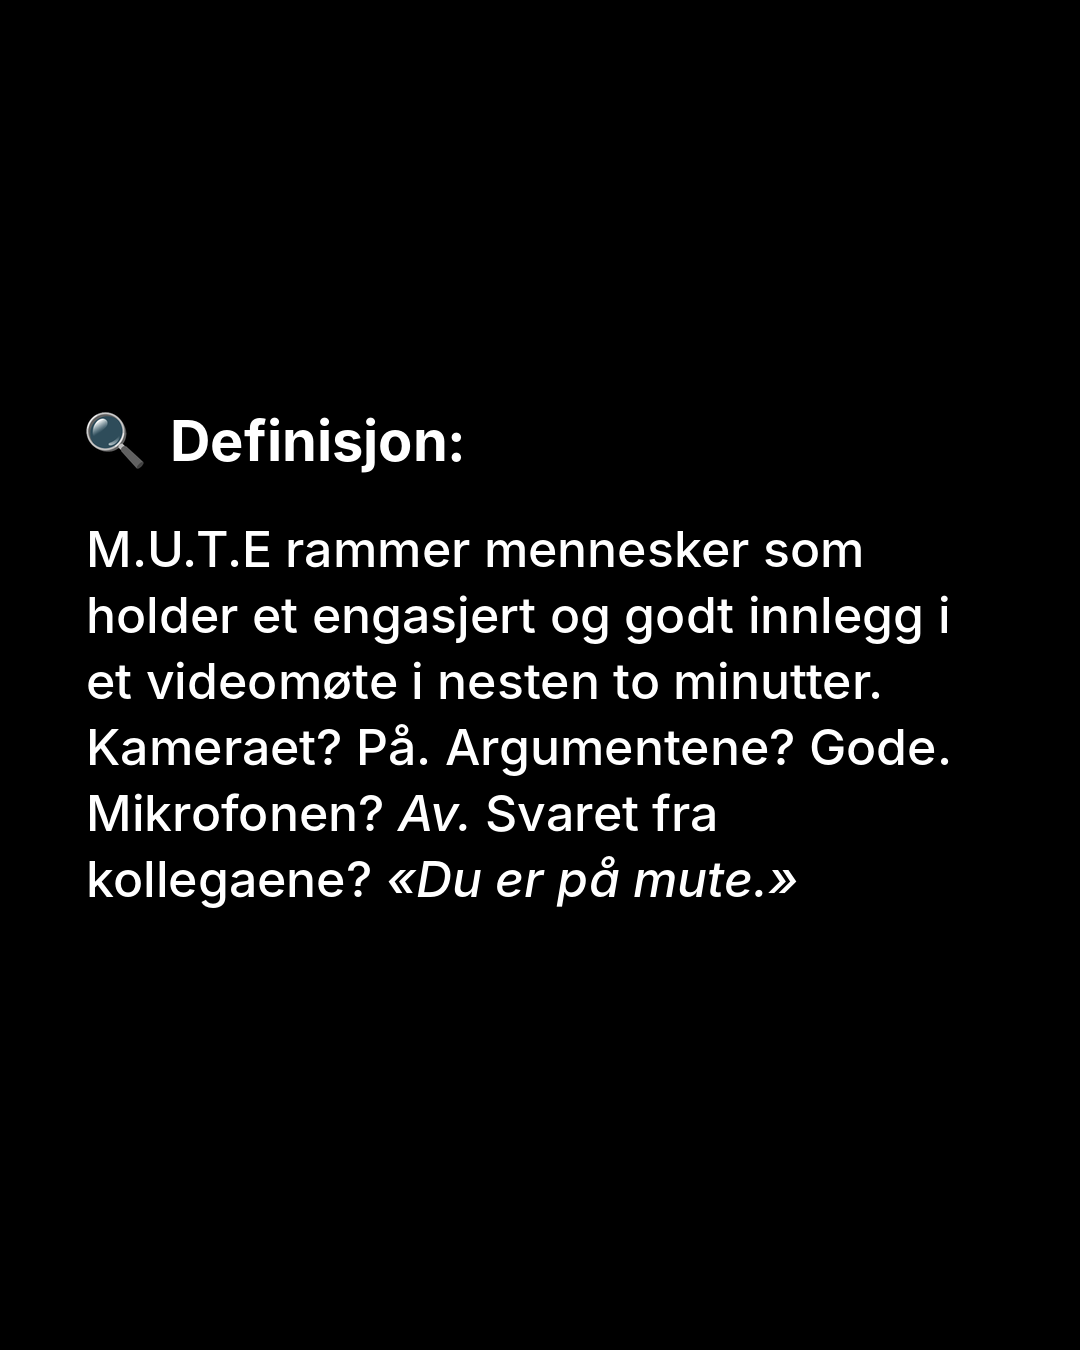 🔍 Definisjon:
M.U.T.E rammer mennesker som
holder et engasjert og godt innlegg i
et videomøte i nesten to minutter.
Kameraet? På. Argumentene? Gode.
Mikrofonen? Av. Svaret fra
kollegaene? «Du er på mute.»